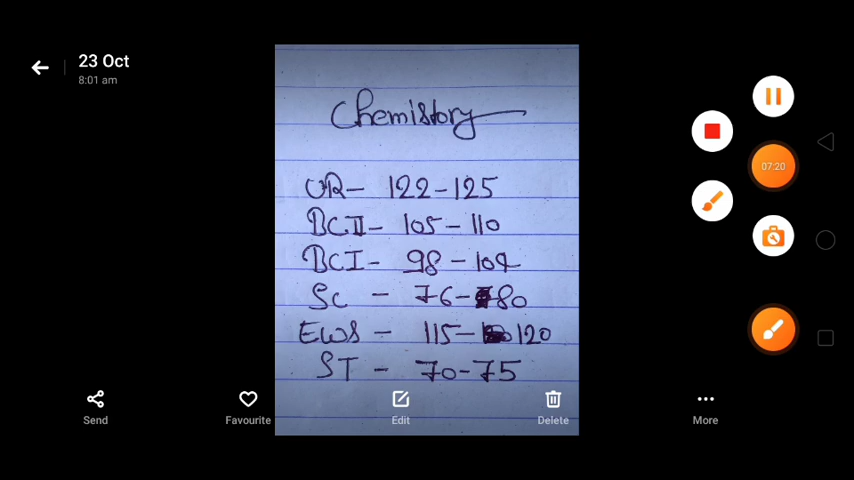 23 Oct
8:01 am
Chemistory
UR- 122-125
BCII- 105-110
BCI- 98-104
SC - 76-80
EWS - 115-120
ST - 70-75
07:20
Send
Favourite
Edit
Delete
More